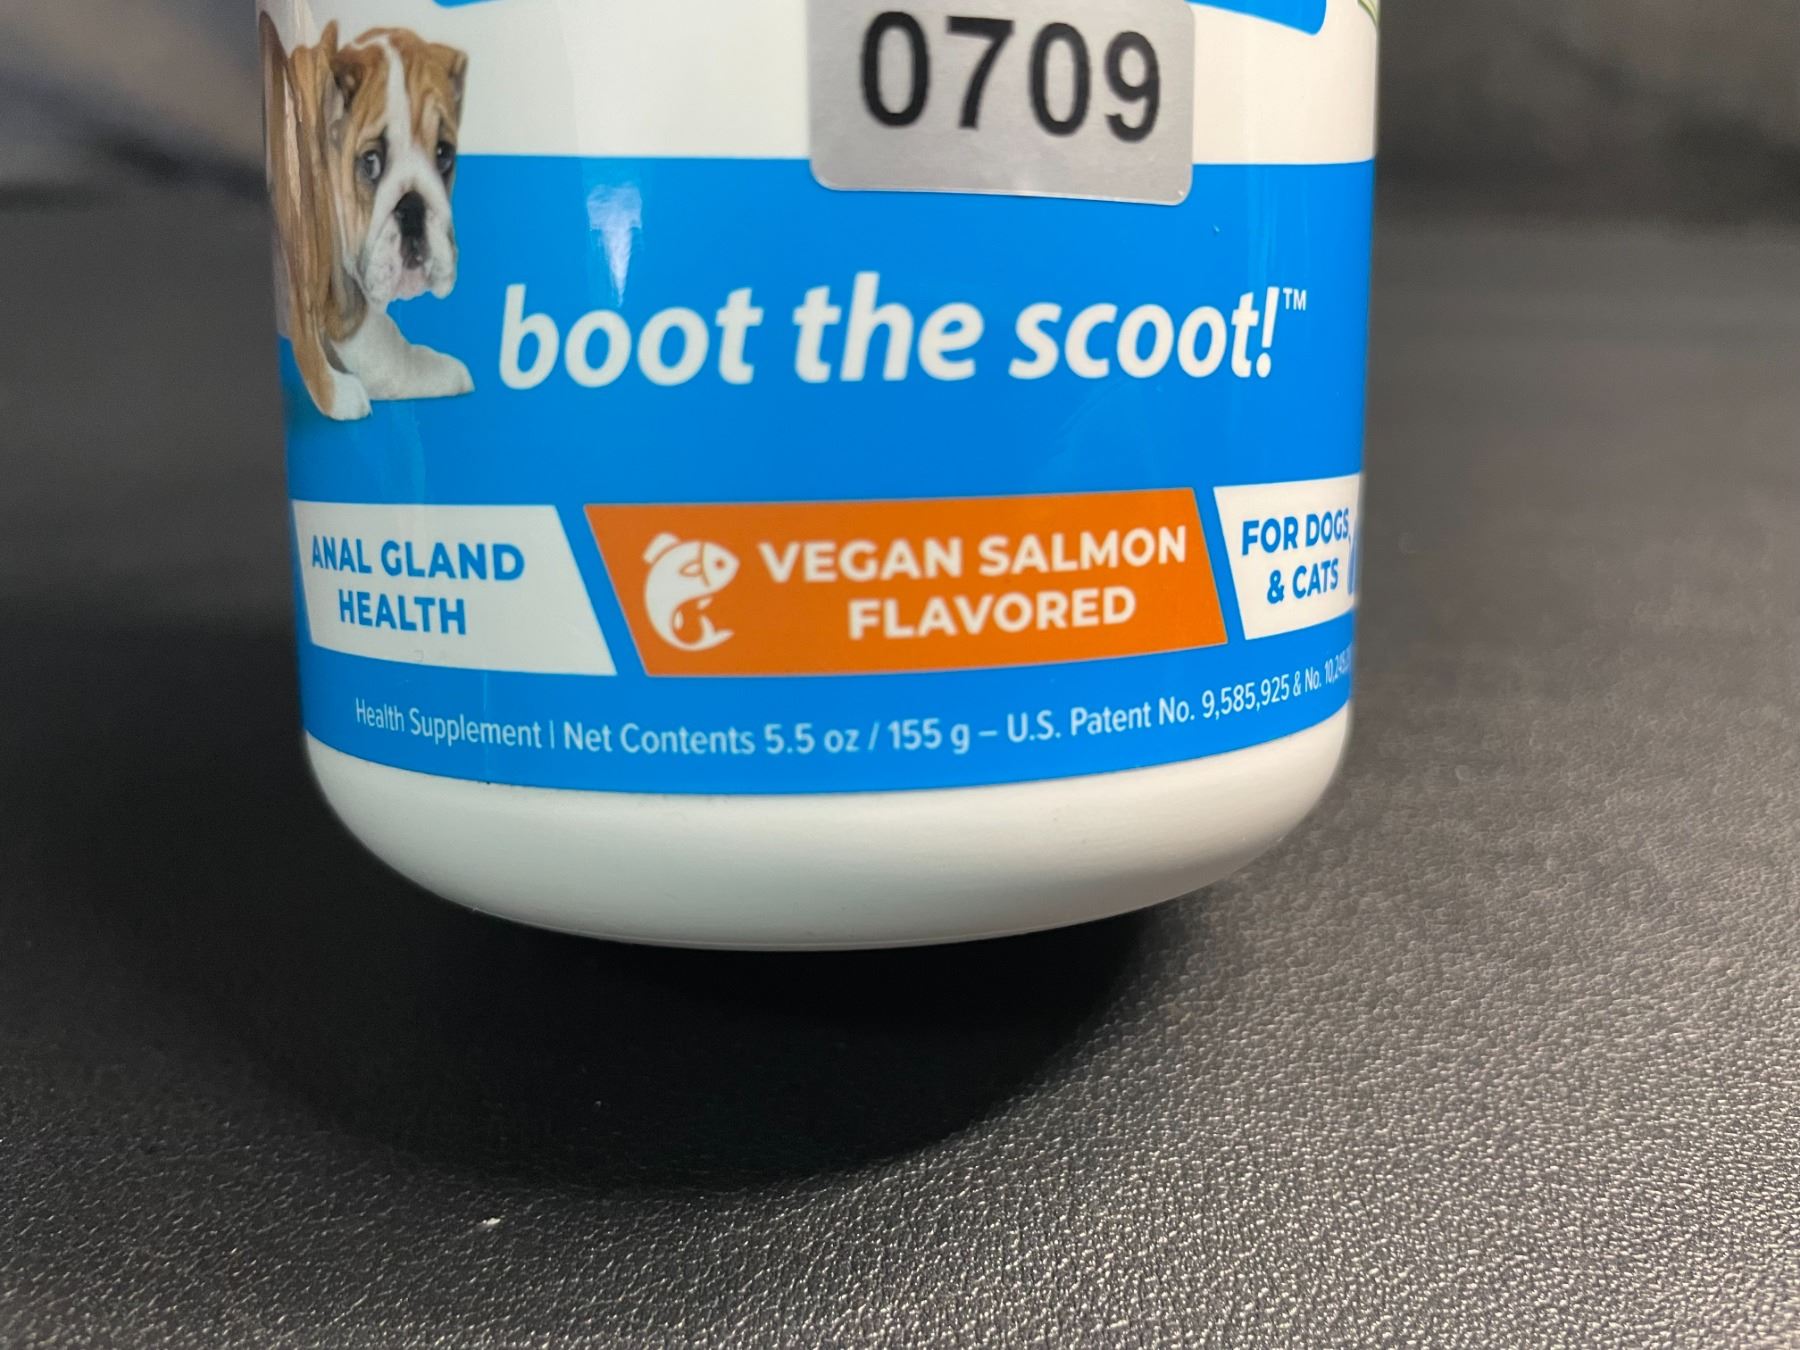 0709
boot the scoot!™
ANAL GLAND
HEALTH
VEGAN SALMON
FLAVORED
FOR DOGS
& CATS
Health Supplement | Net Contents 5.5 oz / 155 g – U.S. Patent No. 9,585,925 & No.